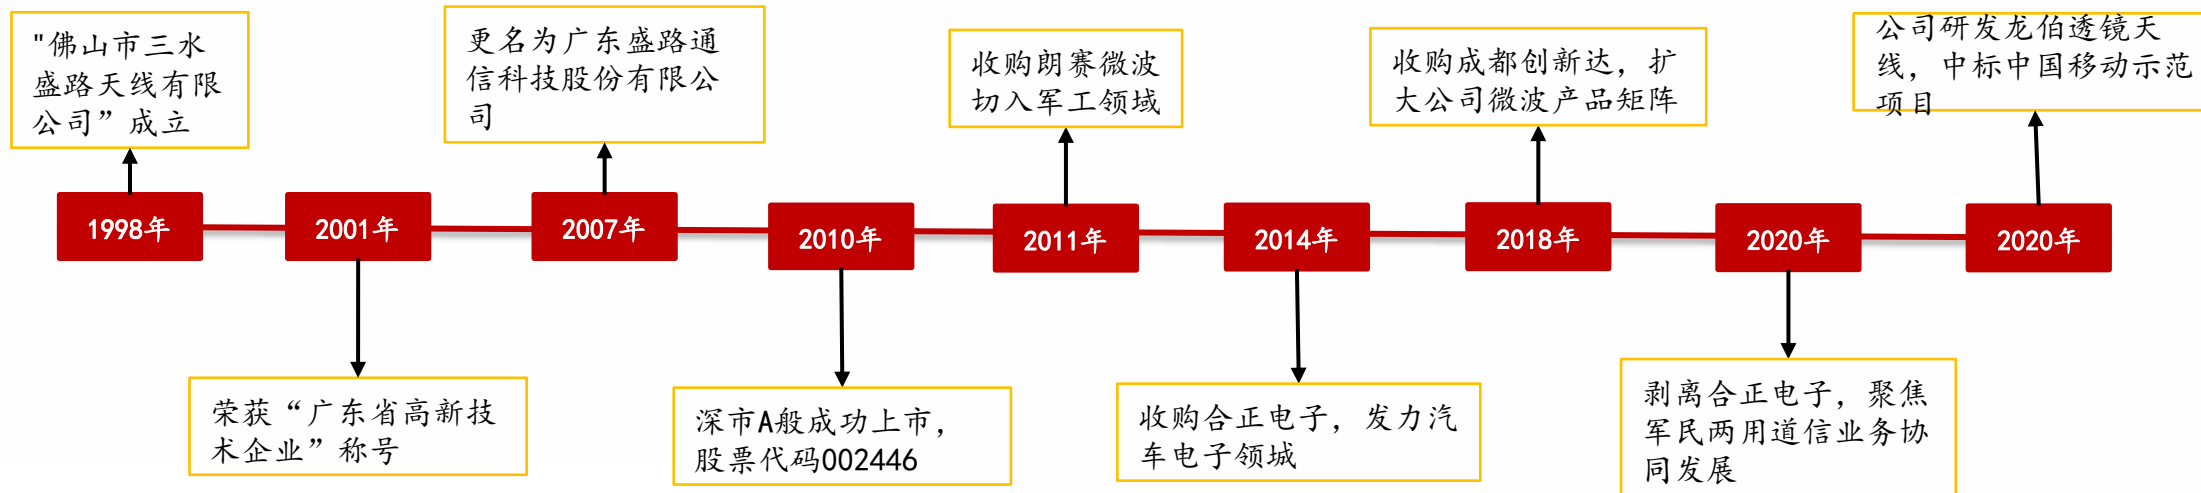 "佛山市三水
盛路天线有限
公司”成立
更名为广东盛路通
信科技股份有限公
司
收购朗赛微波
切入军工领域
收购成都创新达，扩
大公司微波产品矩阵
公司研发龙伯透镜天
线，中标中国移动示范
项目
1998年
2001年
2007年
2010年
2011年
2014年
2018年
2020年
2020年
荣获“广东省高新技
术企业”称号
深市A般成功上市，
股票代码002446
收购合正电子，发力汽
车电子领城
剥离合正电子，聚焦
军民两用道信业务协
同发展